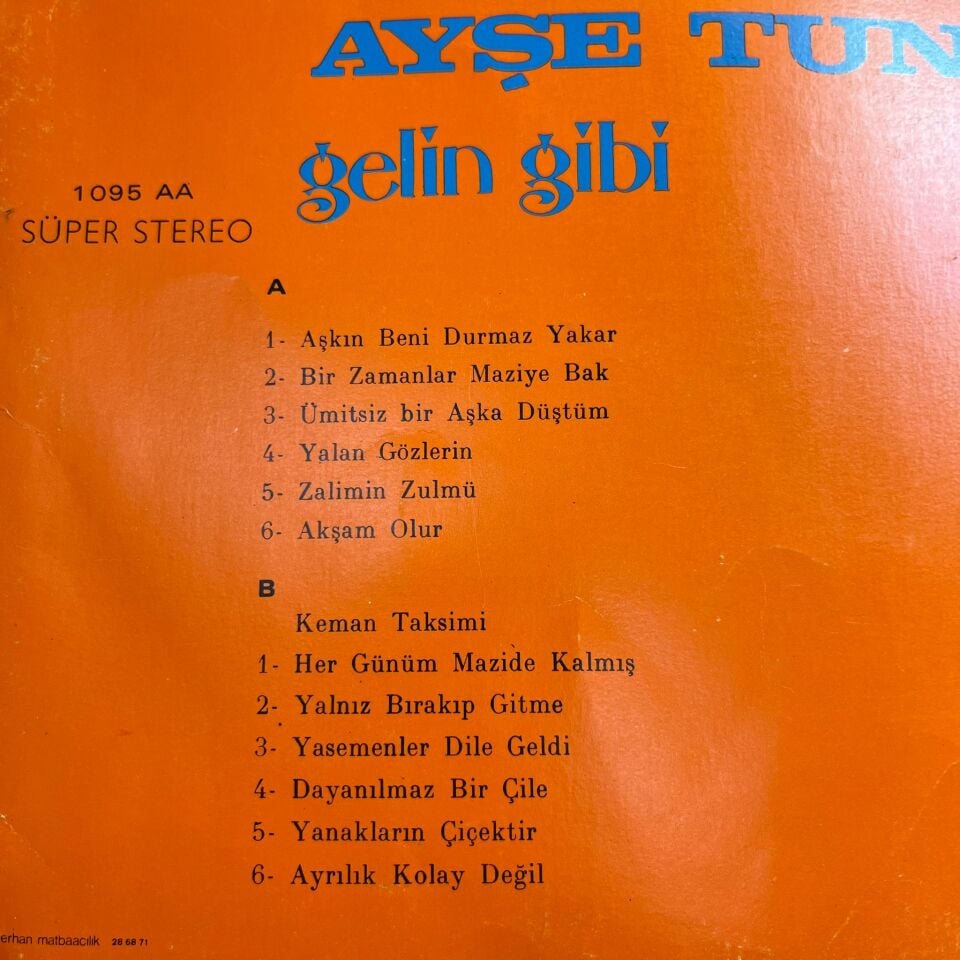 AYŞE TUN
gelin gibi
1095 AA
SÜPER STEREO
A
1- Aşkın Beni Durmaz Yakar
2- Bir Zamanlar Maziye Bak
3- Ümitsiz bir Aşka Düştüm
4- Yalan Gözlerin
5- Zalimin Zulmü
6- Akşam Olur
B
Keman Taksimi
1- Her Günüm Mazide Kalmış
2- Yalnız Bırakıp Gitme
3- Yasemenler Dile Geldi
4- Dayanılmaz Bir Çile
5- Yanakların Çiçektir
6- Ayrılık Kolay Değil
erhan matbaacılık 28 68 71